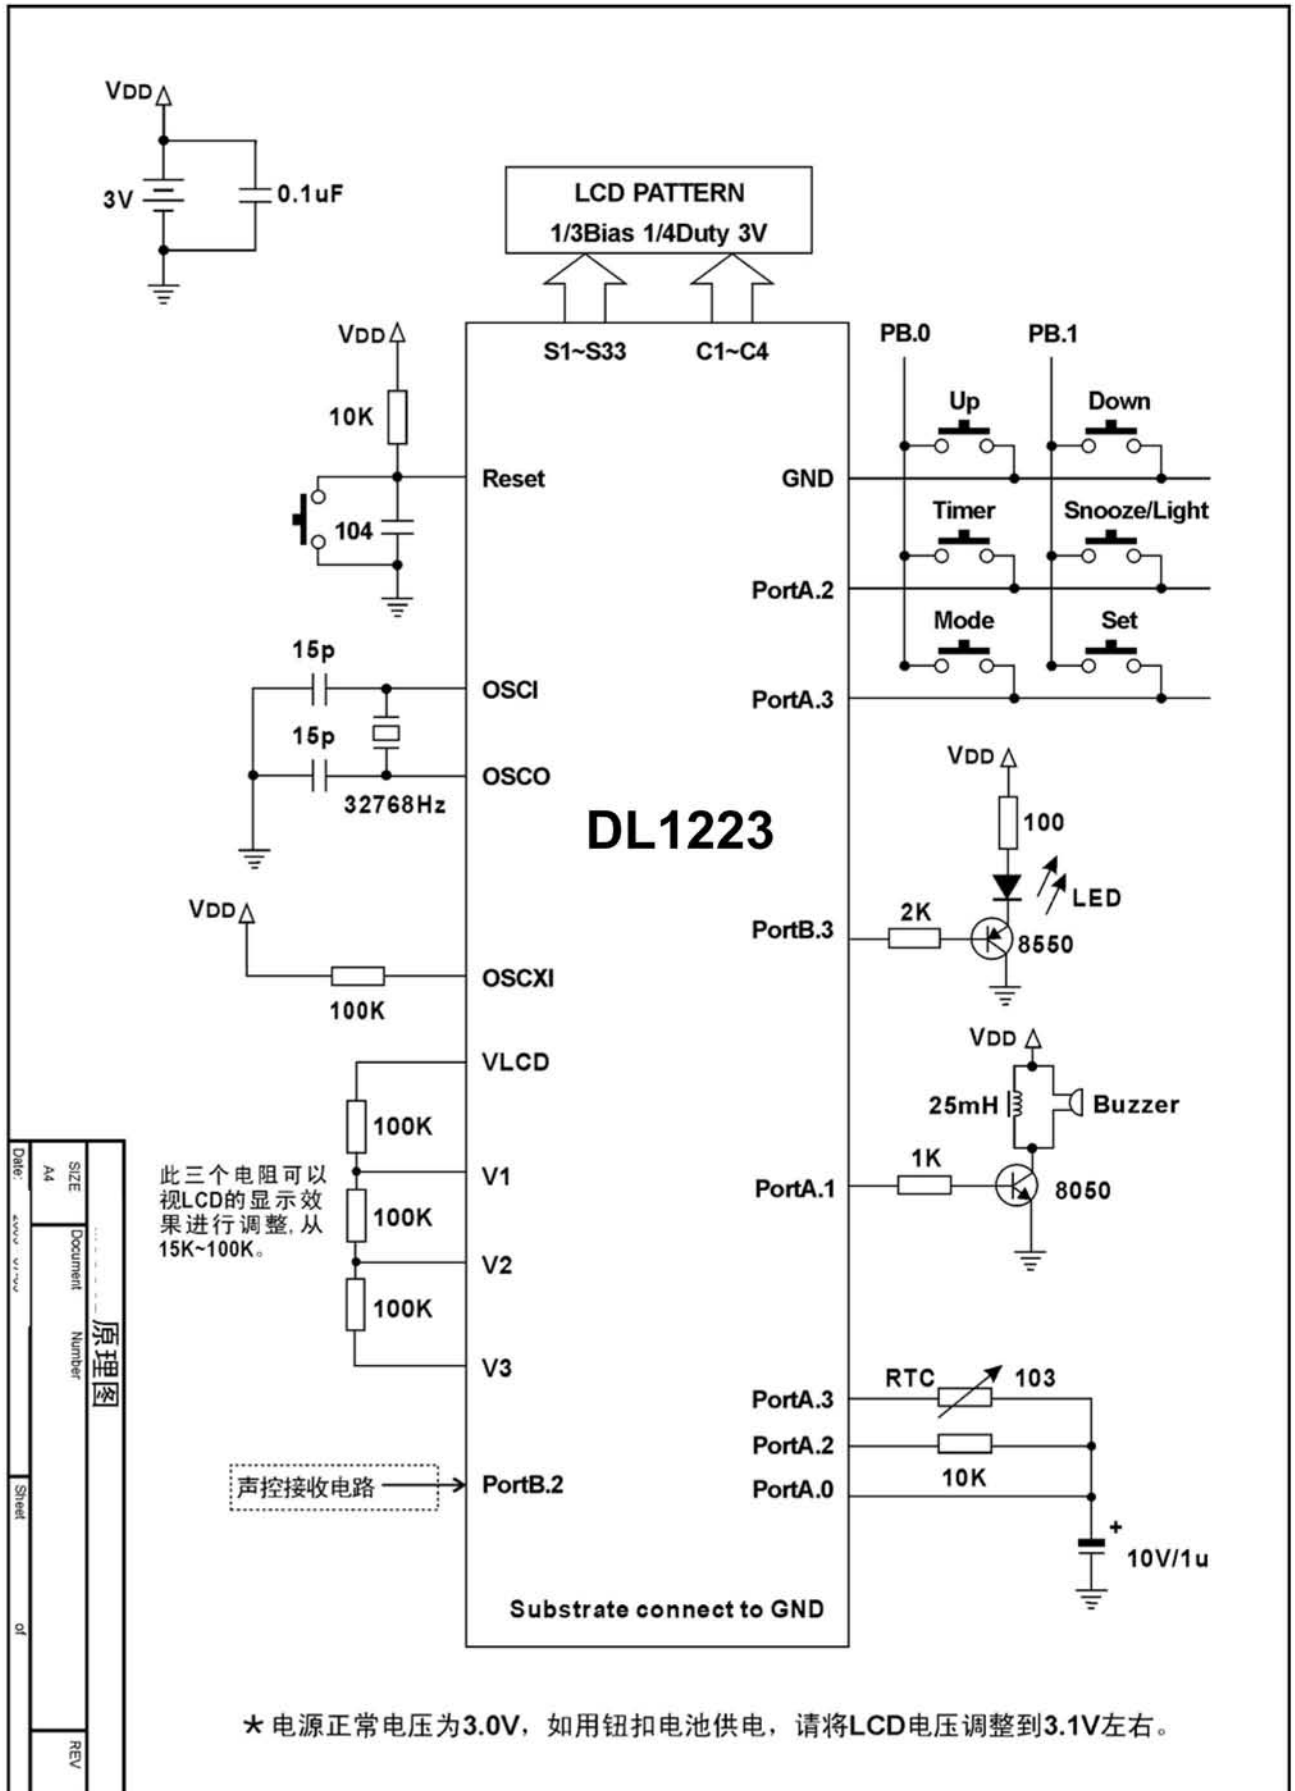 VDD
3V
0.1uF
LCD PATTERN
1/3Bias 1/4Duty 3V
S1~S33
C1~C4
VDD
10K
104
Reset
PB.0
PB.1
Up
Down
GND
Timer
Snooze/Light
PortA.2
Mode
Set
PortA.3
15p
OSCI
15p
OSCO
32768Hz
DL1223
VDD
100
LED
2K
PortB.3
8550
VDD
OSCXI
100K
VLCD
100K
V1
100K
V2
100K
V3
此三个电阻可以
视LCD的显示效
果进行调整,从
15K~100K。
VDD
25mH
Buzzer
1K
PortA.1
8050
RTC
103
PortA.3
PortA.2
10K
PortA.0
+
10V/1u
声控接收电路
PortB.2
Substrate connect to GND
原理图
SIZE
A4
Document Number
REV
Date:
Sheet of
* 电源正常电压为3.0V，如用钮扣电池供电，请将LCD电压调整到3.1V左右。